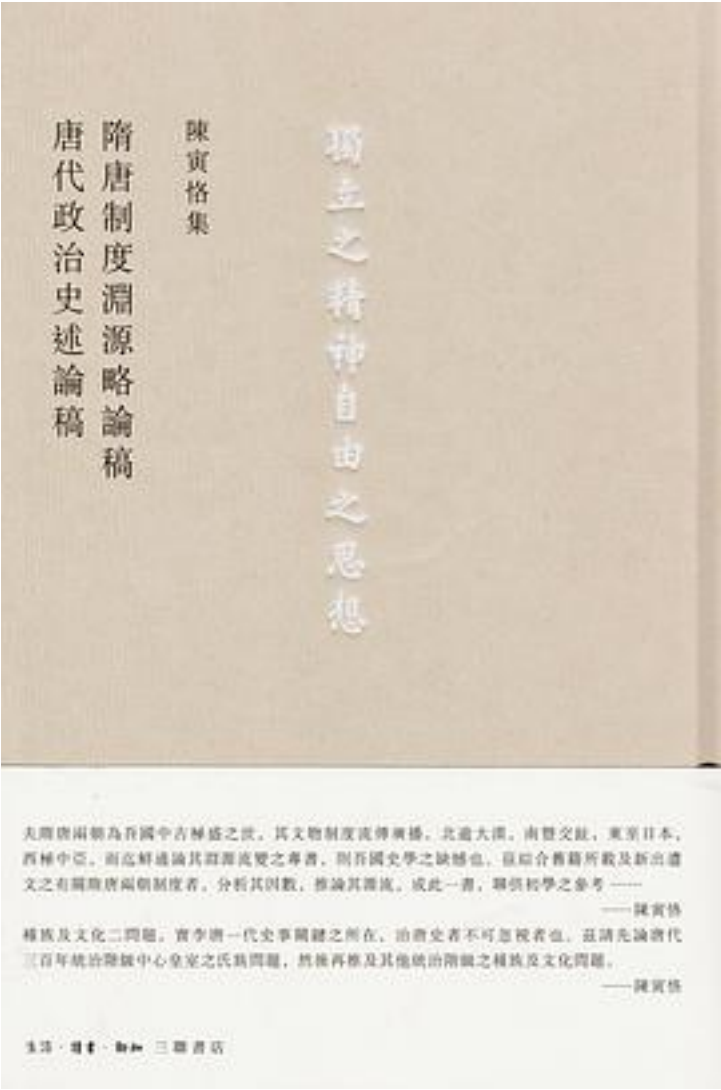 獨立之精神自由之思想
陳寅恪集
隋唐制度淵源略論稿
唐代政治史述論稿
夫隋唐兩朝為吾國中古極盛之世，其文物制度流傳廣播，北逾大漠，南暨交趾，東至日本，
西極中亞，而迄鮮通論其淵源流變之專書，則吾國史學之缺憾也。茲綜合舊籍所載及新出遺
文之有關隋唐兩朝制度者，分析其因數，推論其源流，成此一書，聊供初學之參考……
——陳寅恪
種族及文化二問題，實李唐一代史事關鍵之所在，治唐史者不可忽視者也。茲請先論唐代
三百年統治階級中心皇室之氏族問題，然後再推及其他統治階級之種族及文化問題。
——陳寅恪
生活·讀書·新知 三聯書店